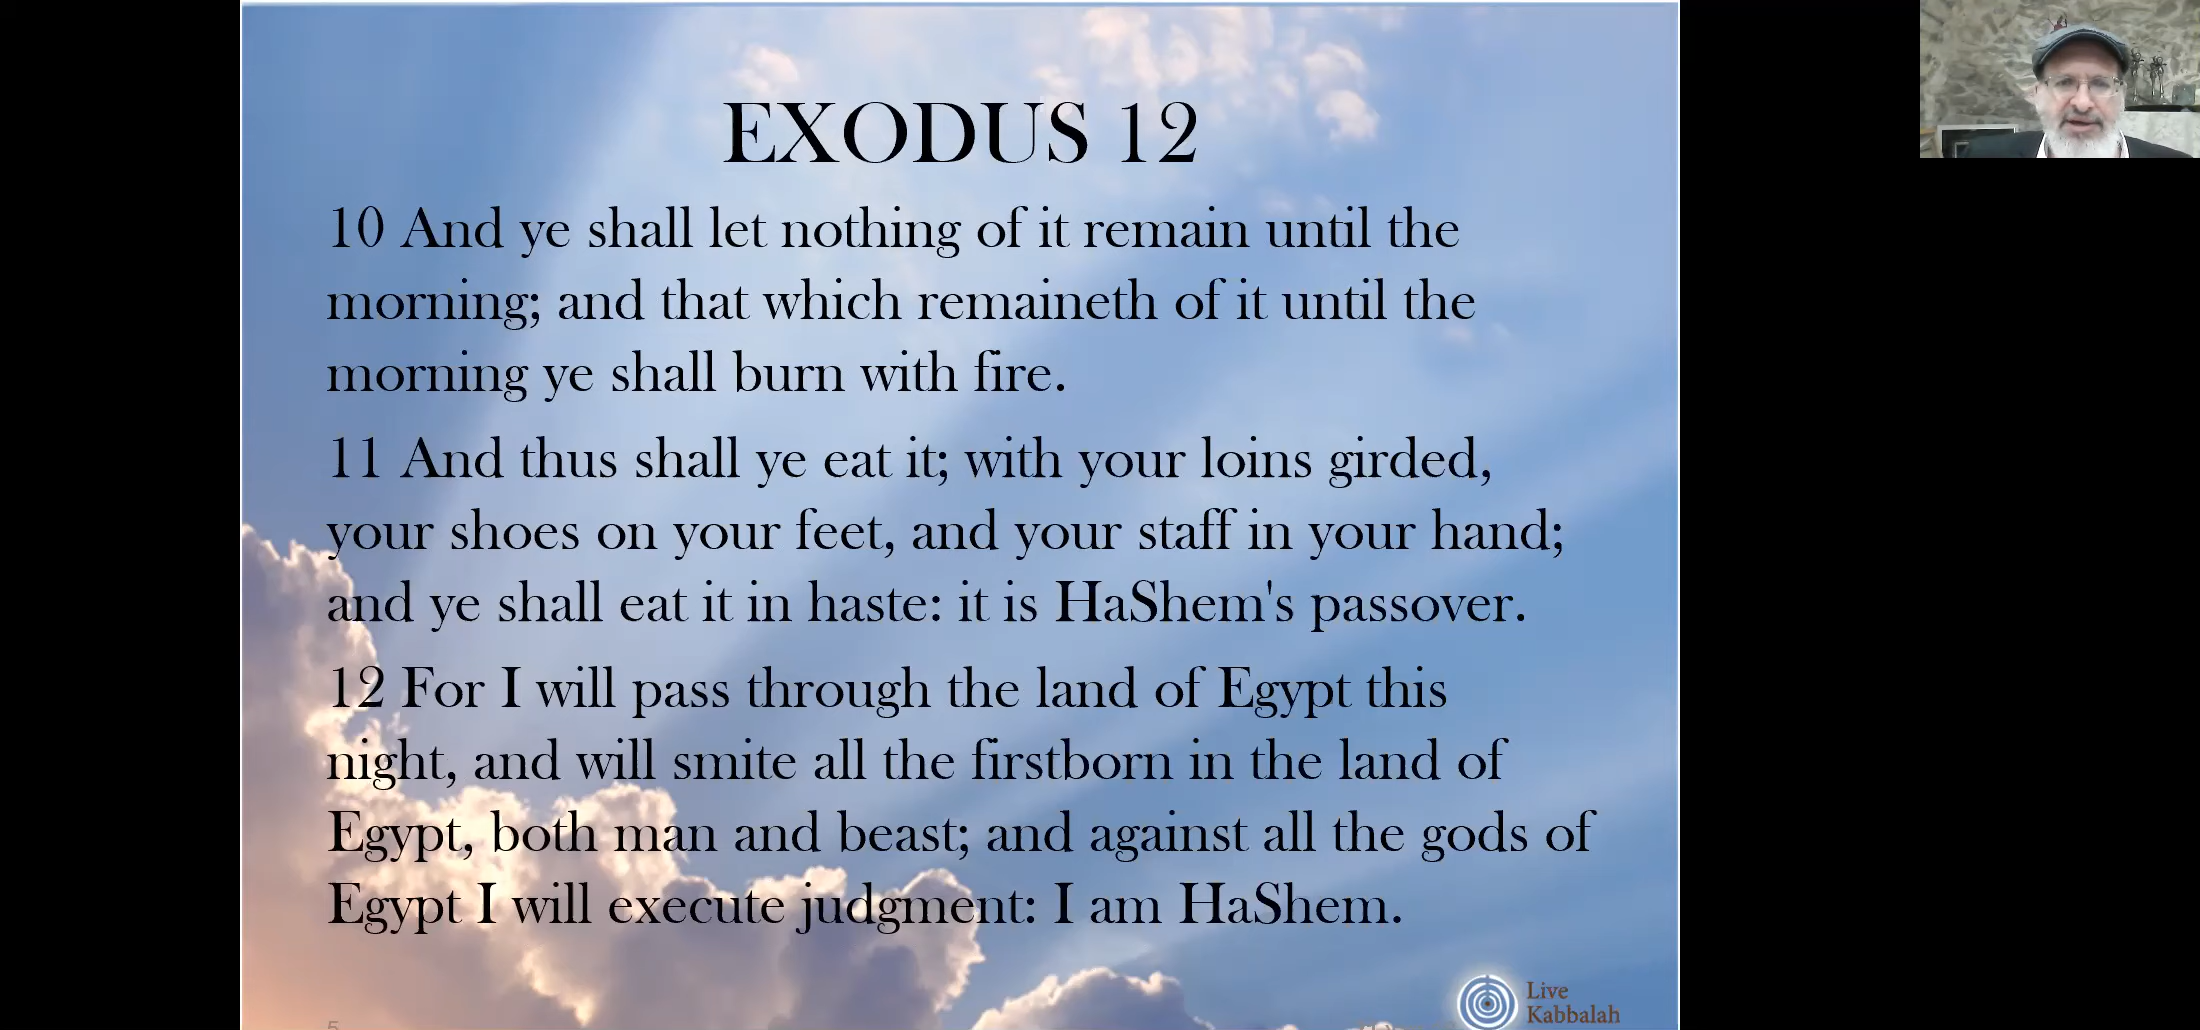 EXODUS 12
10 And ye shall let nothing of it remain until the
morning; and that which remaineth of it until the
morning ye shall burn with fire.
11 And thus shall ye eat it; with your loins girded,
your shoes on your feet, and your staff in your hand;
and ye shall eat it in haste: it is HaShem's passover.
12 For I will pass through the land of Egypt this
night, and will smite all the firstborn in the land of
Egypt, both man and beast; and against all the gods of
Egypt I will execute judgment: I am HaShem.
Live
Kabbalah
5